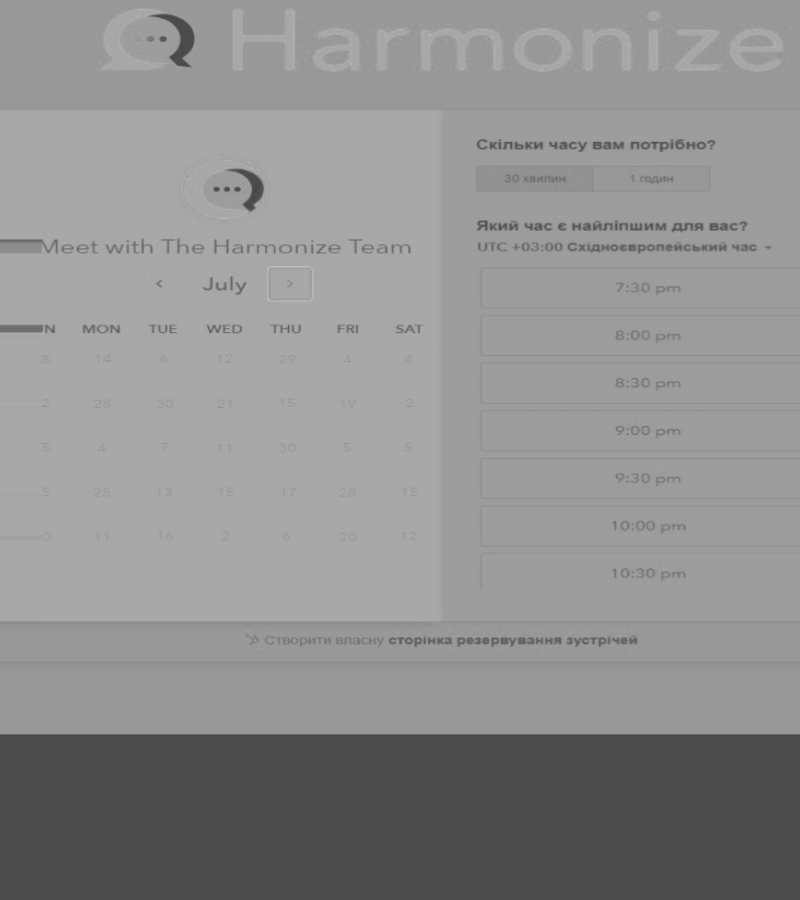 Harmonize
Meet with The Harmonize Team
July
N MON TUE WED THU FRI SAT
8 14 6 12 29 4 4
2 28 30 21 15 19 2
5 4 7 11 30 5 5
5 25 13 15 17 28 15
0 11 16 2 6 20 12
Скільки часу вам потрібно?
30 хвилин 1 годин
Який час є найліпшим для вас?
UTC +03:00 Східноєвропейський час
7:30 pm
8:00 pm
8:30 pm
9:00 pm
9:30 pm
10:00 pm
10:30 pm
Створити власну сторінка резервування зустрічей